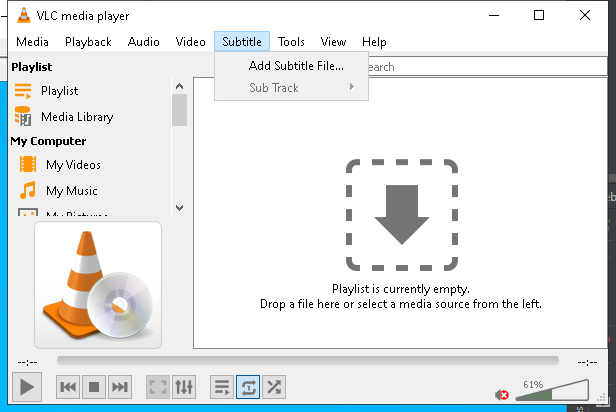 VLC media player
Media Playback Audio Video Subtitle Tools View Help
Playlist
Add Subtitle File...
Sub Track
earch
Playlist
Media Library
My Computer
My Videos
My Music
My Pictures
Playlist is currently empty.
Drop a file here or select a media source from the left.
--:-- --:--
61%